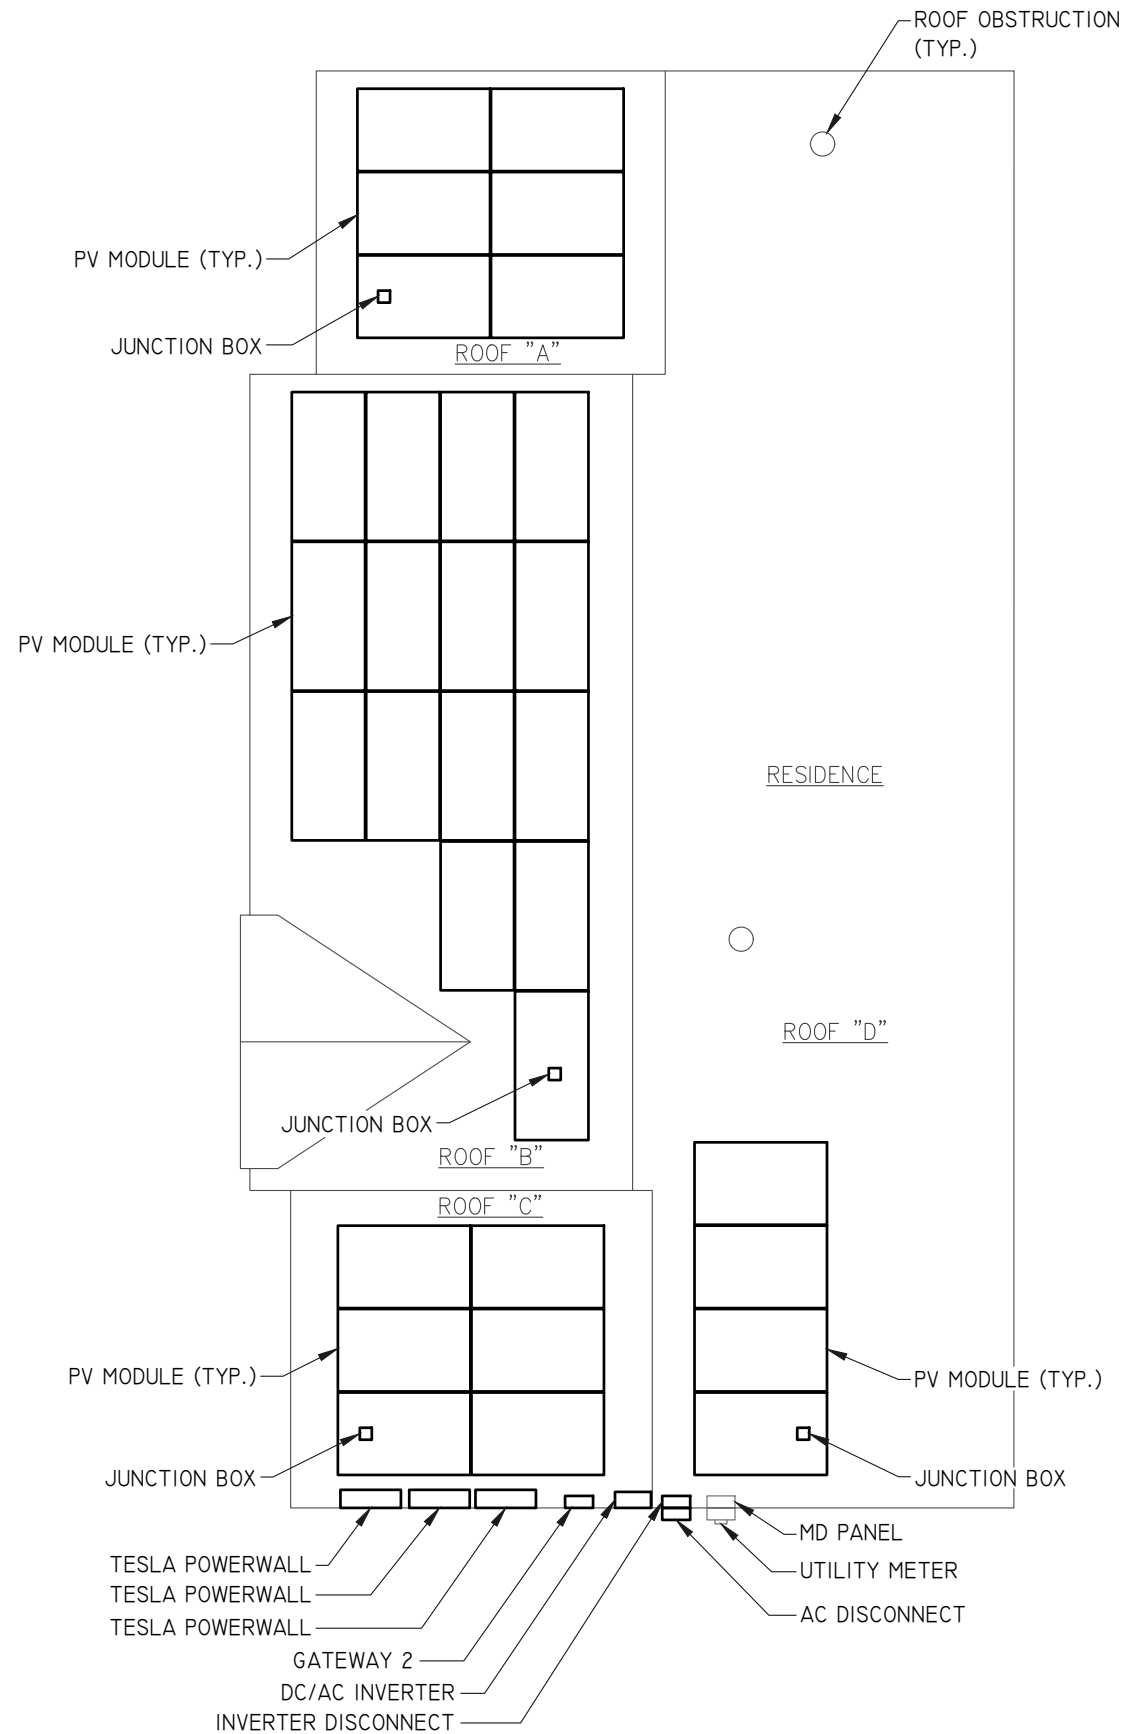 ROOF OBSTRUCTION
(TYP.)
PV MODULE (TYP.)
JUNCTION BOX
ROOF "A"
PV MODULE (TYP.)
RESIDENCE
ROOF "D"
JUNCTION BOX
ROOF "B"
ROOF "C"
PV MODULE (TYP.)
PV MODULE (TYP.)
JUNCTION BOX
JUNCTION BOX
MD PANEL
TESLA POWERWALL
UTILITY METER
TESLA POWERWALL
AC DISCONNECT
TESLA POWERWALL
GATEWAY 2
DC/AC INVERTER
INVERTER DISCONNECT